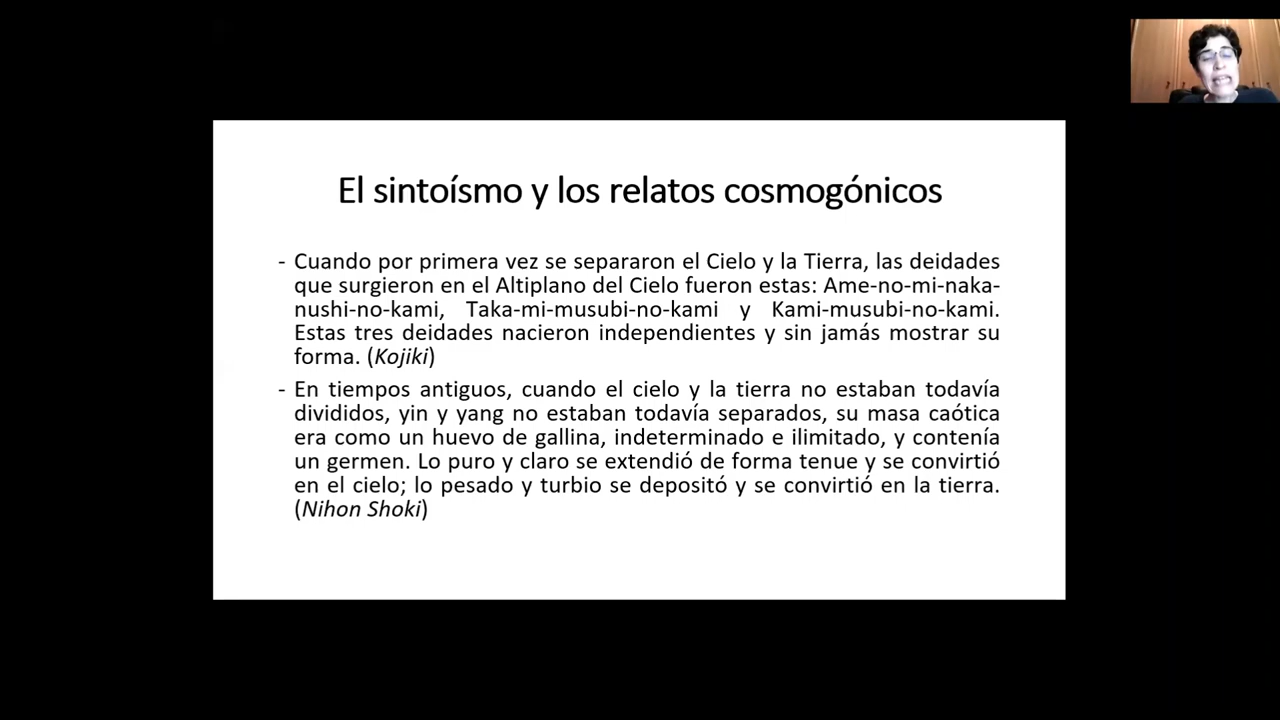 El sintoísmo y los relatos cosmogónicos
- Cuando por primera vez se separaron el Cielo y la Tierra, las deidades
que surgieron en el Altiplano del Cielo fueron estas: Ame-no-mi-naka-
nushi-no-kami, Taka-mi-musubi-no-kami y Kami-musubi-no-kami.
Estas tres deidades nacieron independientes y sin jamás mostrar su
forma. (Kojiki)
- En tiempos antiguos, cuando el cielo y la tierra no estaban todavía
divididos, yin y yang no estaban todavía separados, su masa caótica
era como un huevo de gallina, indeterminado e ilimitado, y contenía
un germen. Lo puro y claro se extendió de forma tenue y se convirtió
en el cielo; lo pesado y turbio se depositó y se convirtió en la tierra.
(Nihon Shoki)